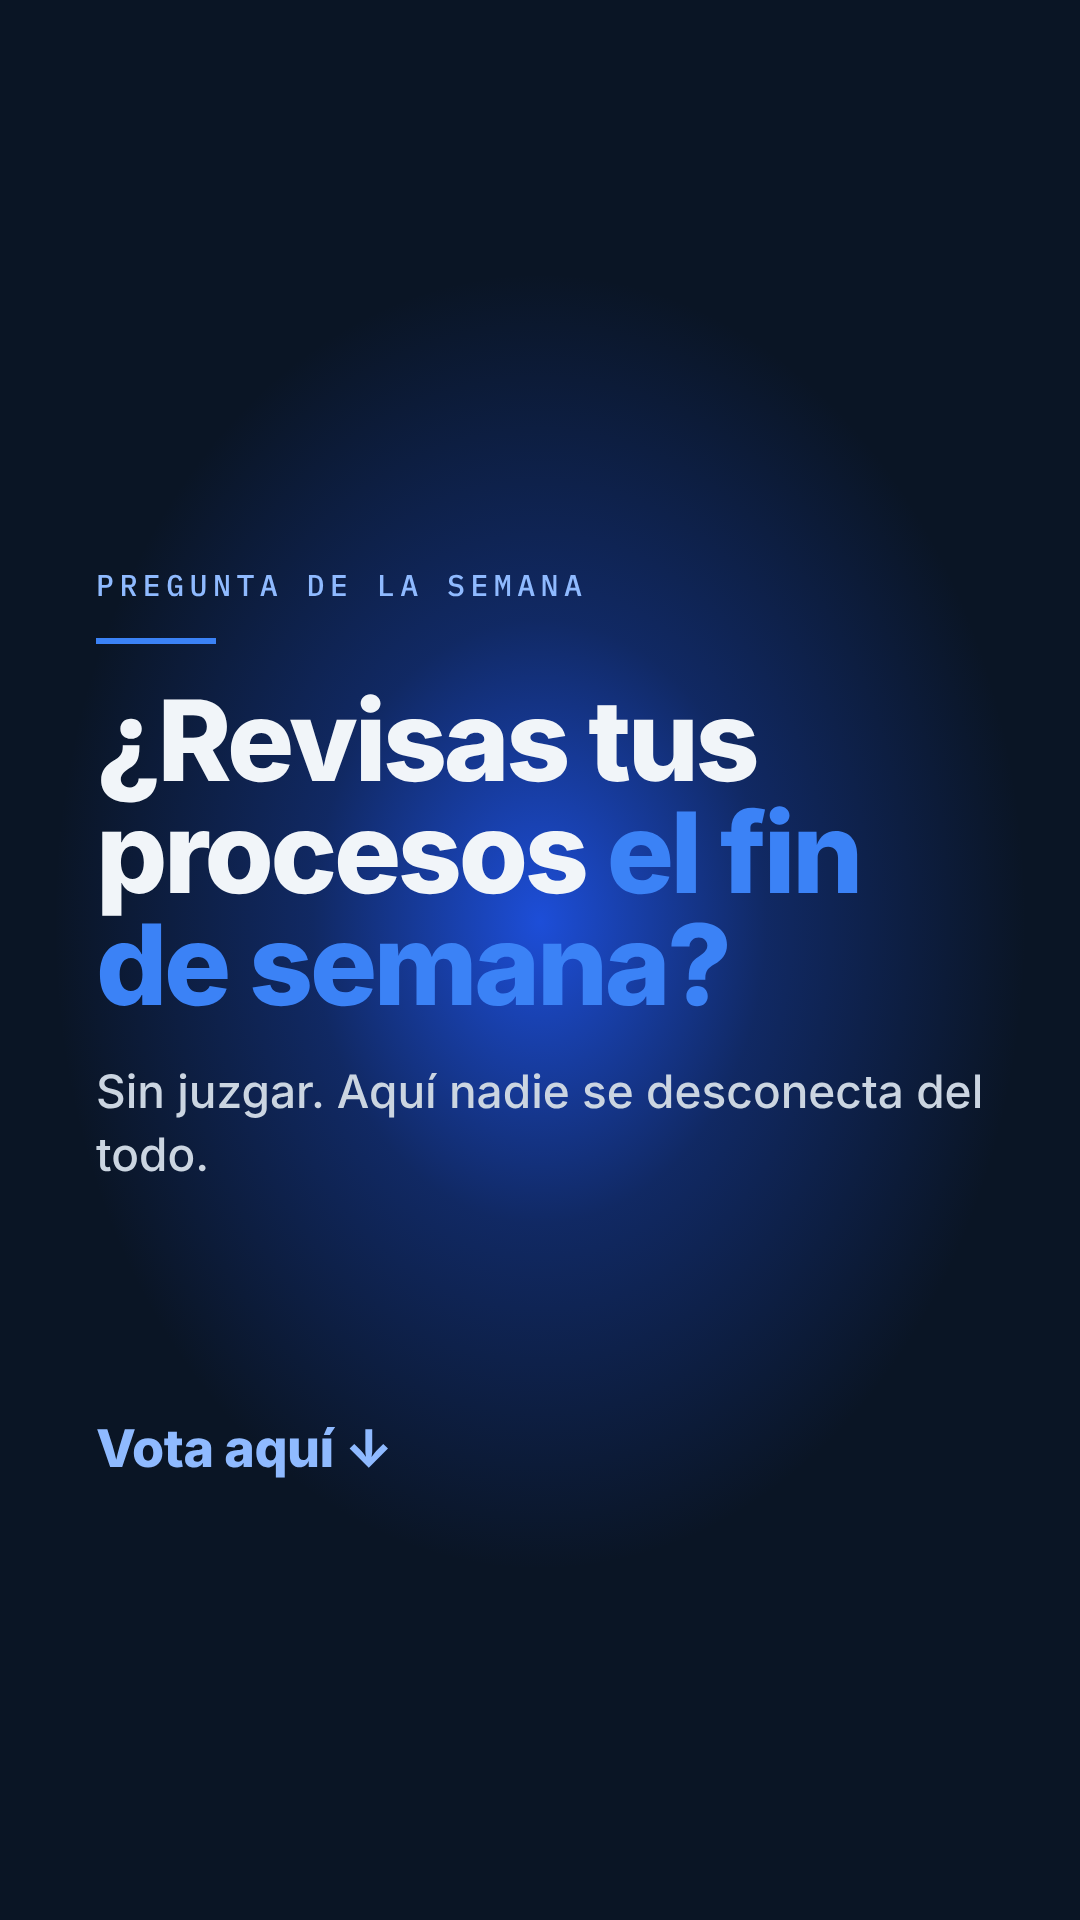 PREGUNTA DE LA SEMANA
¿Revisas tus
procesos el fin
de semana?
Sin juzgar. Aquí nadie se desconecta del
todo.
Vota aquí ↓